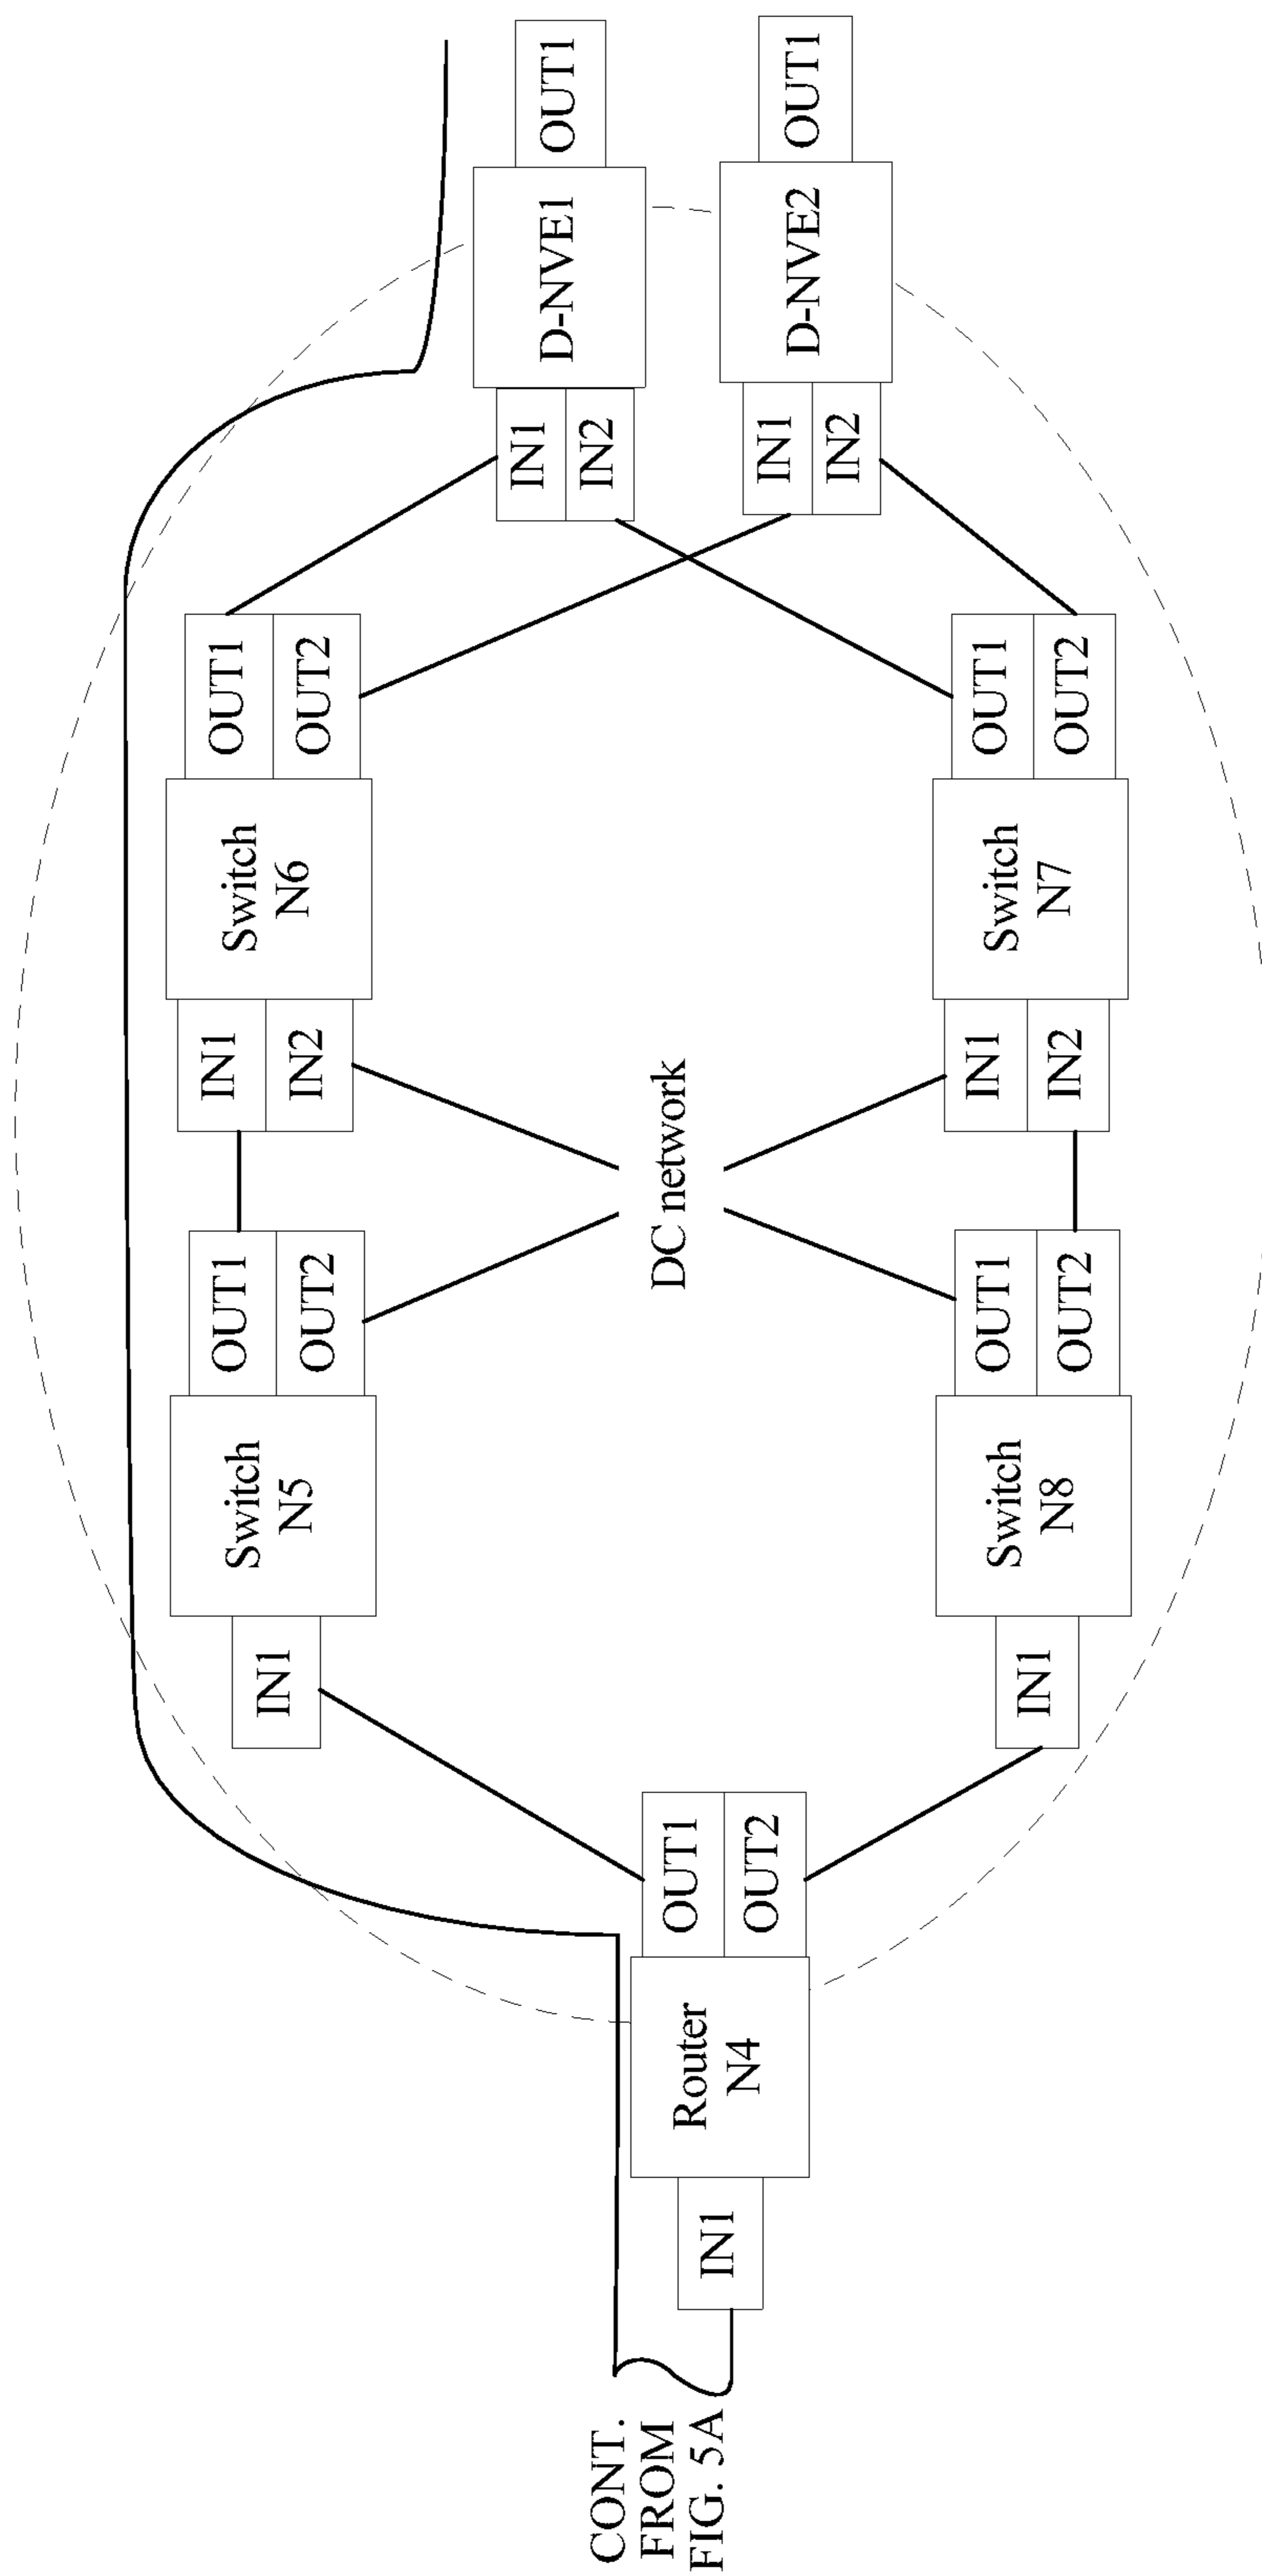 CONT.
FROM
FIG. 5A
IN1
Router
N4
OUT1
OUT2
IN1
Switch
N5
OUT1
OUT2
IN1
IN2
Switch
N6
OUT1
OUT2
DC network
IN1
Switch
N8
OUT1
OUT2
IN1
IN2
Switch
N7
OUT1
OUT2
IN1
IN2
D-NVE1
OUT1
IN1
IN2
D-NVE2
OUT1